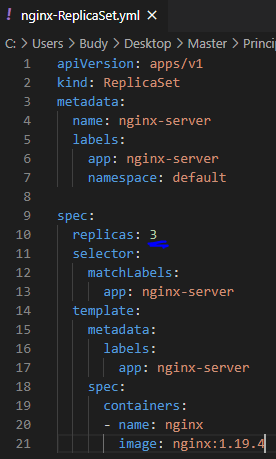 ! nginx-ReplicaSet.yml ×
C: > Users > Budy > Desktop > Master > Princi
1 apiVersion: apps/v1
2 kind: ReplicaSet
3 metadata:
4   name: nginx-server
5   labels:
6     app: nginx-server
7     namespace: default
8
9 spec:
10   replicas: 3
11   selector:
12     matchLabels:
13       app: nginx-server
14   template:
15     metadata:
16       labels:
17         app: nginx-server
18     spec:
19       containers:
20       - name: nginx
21         image: nginx:1.19.4